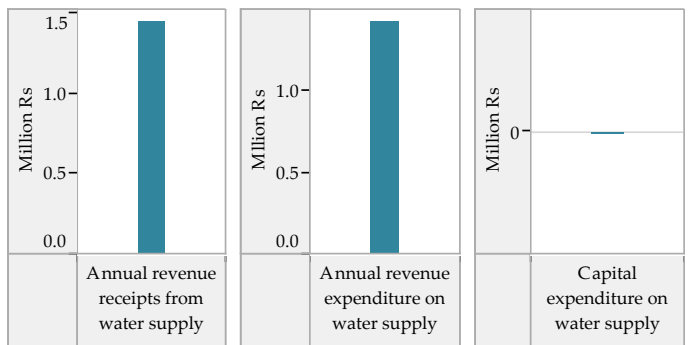 1.5
1.0
0.5
0.0
Million Rs
Annual revenue
receipts from
water supply
1.0
0.5
0.0
Mllion Rs
Annual revenue
expenditure on
water supply
0
Million Rs
Capital
expenditure on
water supply